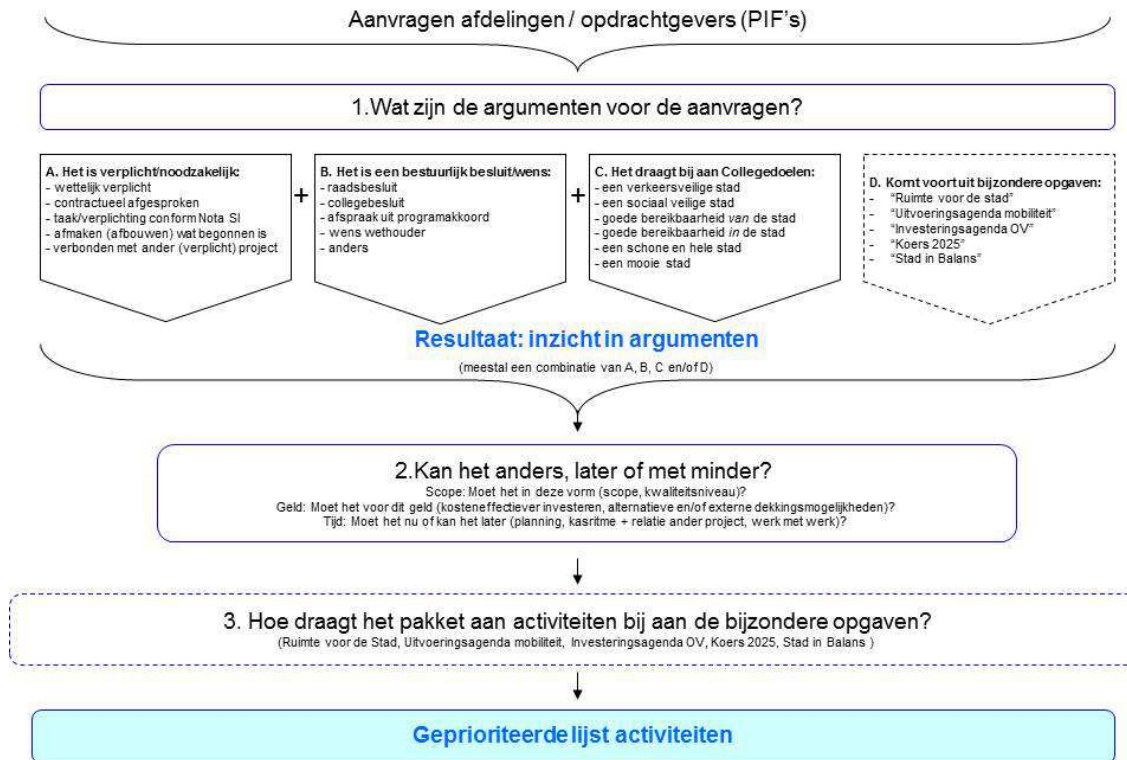 Aanvragen afdelingen / opdrachtgevers (PIF's)
1.Wat zijn de argumenten voor de aanvragen?
A. Het is verplicht/noodzakelijk:
- wettelijk verplicht
- contractueel afgesproken
- taak/verplichting conform Nota SI
- afmaken (afbouwen) wat begonnen is
- verbonden met ander (verplicht) project
+
B. Het is een bestuurlijk besluit/wens:
- raadsbesluit
- collegebesluit
- afspraak uit programakkoord
- wens wethouder
- anders
+
C. Het draagt bij aan Collegedoelen:
- een verkeersveilige stad
- een sociaal veilige stad
- goede bereikbaarheid van de stad
- goede bereikbaarheid in de stad
- een schone en hele stad
- een mooie stad
D. Komt voort uit bijzondere opgaven:
- "Ruimte voor de stad"
- "Uitvoeringsagenda mobiliteit"
- "Investeringsagenda OV"
- "Koers 2025"
- "Stad in Balans"
Resultaat: inzicht in argumenten
(meestal een combinatie van A, B, C en/of D)
2.Kan het anders, later of met minder?
Scope: Moet het in deze vorm (scope, kwaliteitsniveau)?
Geld: Moet het voor dit geld (kosteneffectiever investeren, alternatieve en/of externe dekkingsmogelijkheden)?
Tijd: Moet het nu of kan het later (planning, kasritme + relatie ander project, werk met werk)?
3. Hoe draagt het pakket aan activiteiten bij aan de bijzondere opgaven?
(Ruimte voor de Stad, Uitvoeringsagenda mobiliteit, Investeringsagenda OV, Koers 2025, Stad in Balans )
Geprioriteerde lijst activiteiten